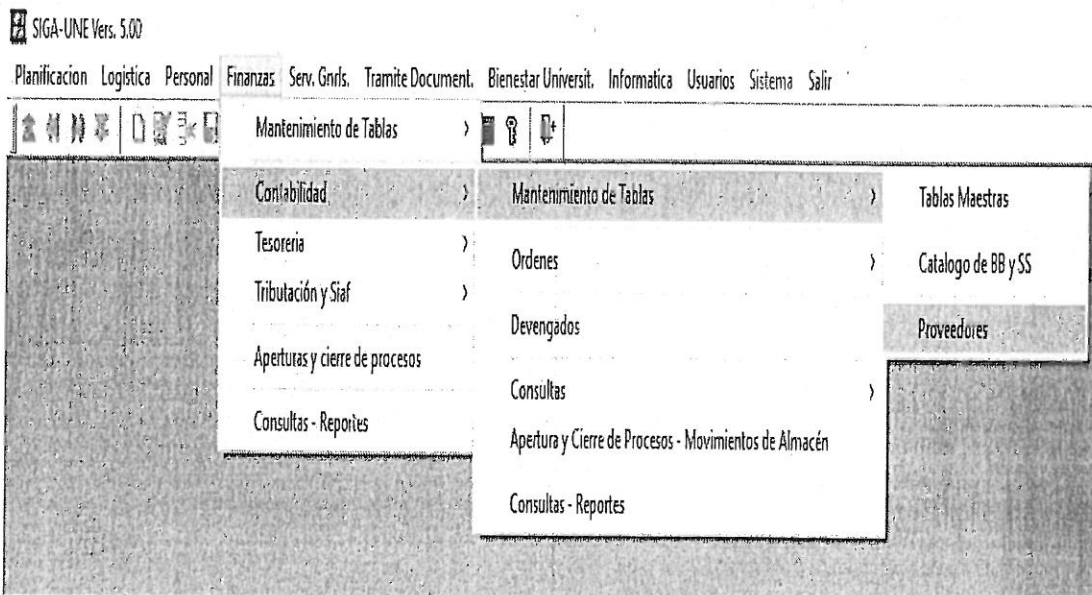 SIGA-UNE Vers. 5.00
Planificacion Logistica Personal Finanzas Serv. Gnrls. Tramite Document. Bienestar Universit. Informatica Usuarios Sistema Salir
Mantenimiento de Tablas >
Contabilidad >
Tesoreria >
Tributación y Siaf >
Aperturas y cierre de procesos
Consultas - Reportes
Mantenimiento de Tablas >
Ordenes >
Devengados
Consultas >
Apertura y Cierre de Procesos - Movimientos de Almacén
Consultas - Reportes
Tablas Maestras
Catalogo de BB y SS
Proveedores